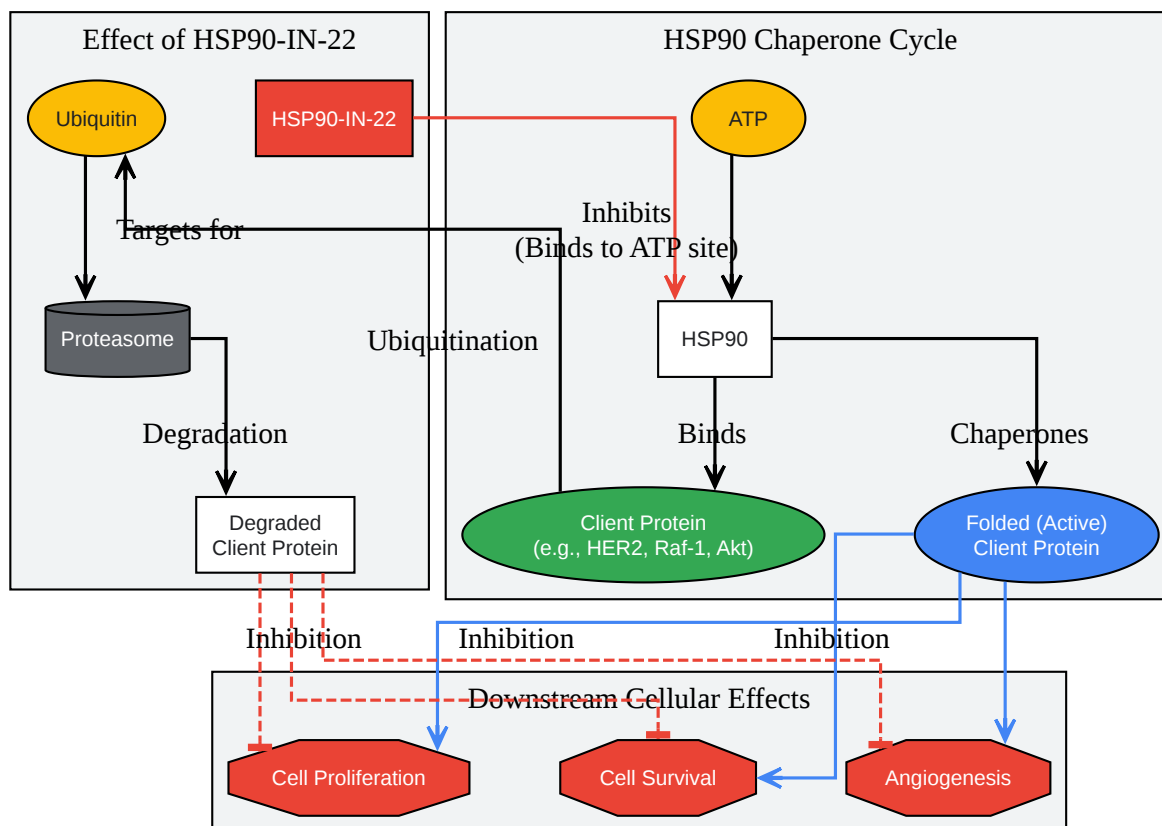 Effect of HSP90-IN-22
HSP90 Chaperone Cycle
Ubiquitin
HSP90-IN-22
ATP
Targets for
Inhibits
(Binds to ATP site)
Proteasome
Ubiquitination
HSP90
Degradation
Binds
Chaperones
Degraded
Client Protein
Client Protein
(e.g., HER2, Raf-1, Akt)
Folded (Active)
Client Protein
Inhibition
Inhibition
Inhibition
Downstream Cellular Effects
Cell Proliferation
Cell Survival
Angiogenesis